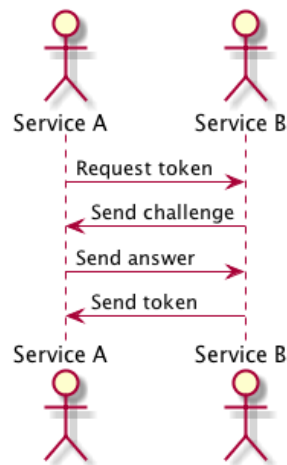 Service A
Service B
Request token
Send challenge
Send answer
Send token
Service A
Service B